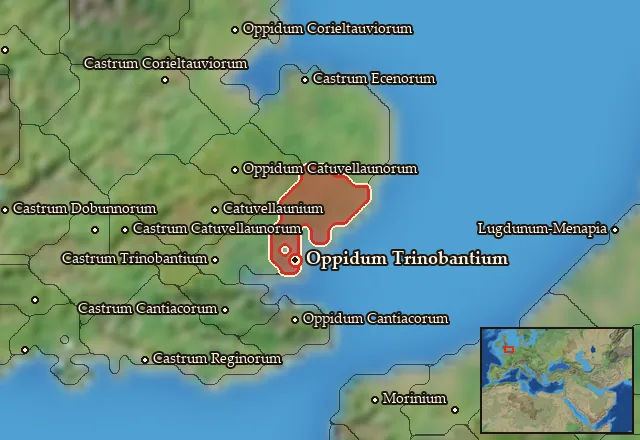 Oppidum Corieltauviorum
Castrum Corieltauviorum
Castrum Ecenorum
Oppidum Catuvellaunorum
Castrum Dobunnorum
Catuvellaunium
Castrum Catuvellaunorum
Lugdunum-Menapia
Castrum Trinobantium
Oppidum Trinobantium
Castrum Cantiacorum
Oppidum Cantiacorum
Castrum Reginorum
Morinium